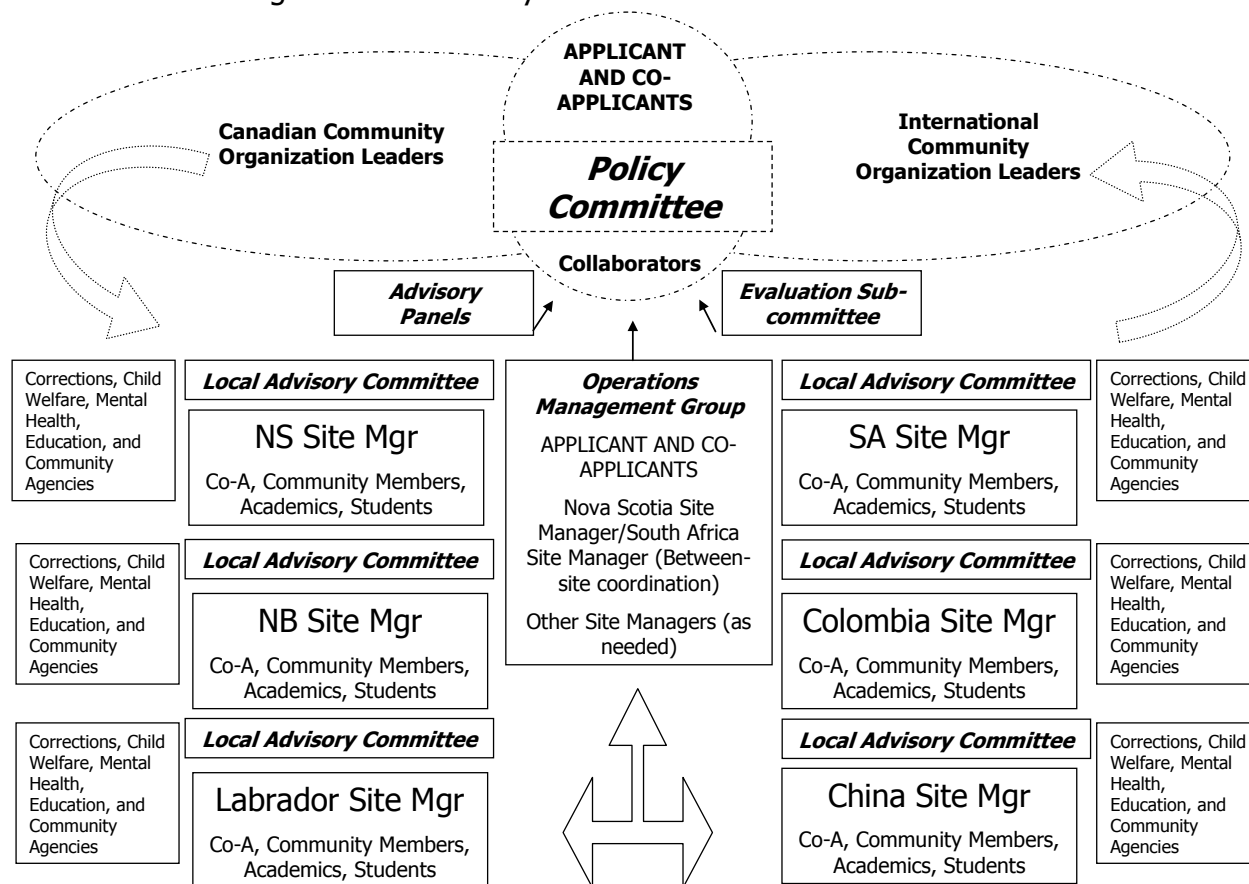 APPLICANT
AND CO-
APPLICANTS
Canadian Community
Organization Leaders
International
Community
Organization Leaders
Policy
Committee
Collaborators
Advisory
Panels
Evaluation Sub-
committee
Corrections, Child
Welfare, Mental
Health,
Education, and
Community
Agencies
Local Advisory Committee
NS Site Mgr
Co-A, Community Members,
Academics, Students
Operations
Management Group
APPLICANT AND CO-
APPLICANTS
Nova Scotia Site
Manager/South Africa
Site Manager (Between-
site coordination)
Other Site Managers (as
needed)
Local Advisory Committee
SA Site Mgr
Co-A, Community Members,
Academics, Students
Corrections, Child
Welfare, Mental
Health,
Education, and
Community
Agencies
Corrections, Child
Welfare, Mental
Health,
Education, and
Community
Agencies
Local Advisory Committee
NB Site Mgr
Co-A, Community Members,
Academics, Students
Local Advisory Committee
Colombia Site Mgr
Co-A, Community Members,
Academics, Students
Corrections, Child
Welfare, Mental
Health,
Education, and
Community
Agencies
Corrections, Child
Welfare, Mental
Health,
Education, and
Community
Agencies
Local Advisory Committee
Labrador Site Mgr
Co-A, Community Members,
Academics, Students
Local Advisory Committee
China Site Mgr
Co-A, Community Members,
Academics, Students
Corrections, Child
Welfare, Mental
Health,
Education, and
Community
Agencies